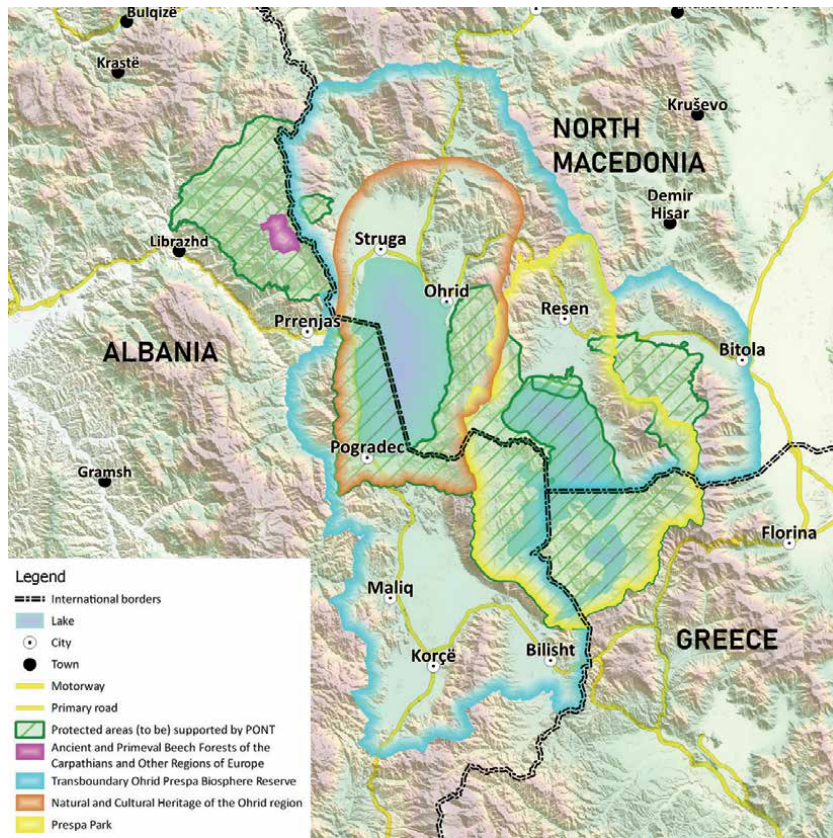 Bulqizë
Krastë
Kruševo
NORTH
MACEDONIA
Demir
Hisar
Librazhd
Struga
Ohrid
Resen
Prrenjas
Bitola
ALBANIA
Pogradec
Gramsh
Florina
Maliq
GREECE
Korçë
Bilisht
Legend
International borders
Lake
City
Town
Motorway
Primary road
Protected areas (to be) supported by PONT
Ancient and Primeval Beech Forests of the
Carpathians and Other Regions of Europe
Transboundary Ohrid Prespa Biosphere Reserve
Natural and Cultural Heritage of the Ohrid region
Prespa Park